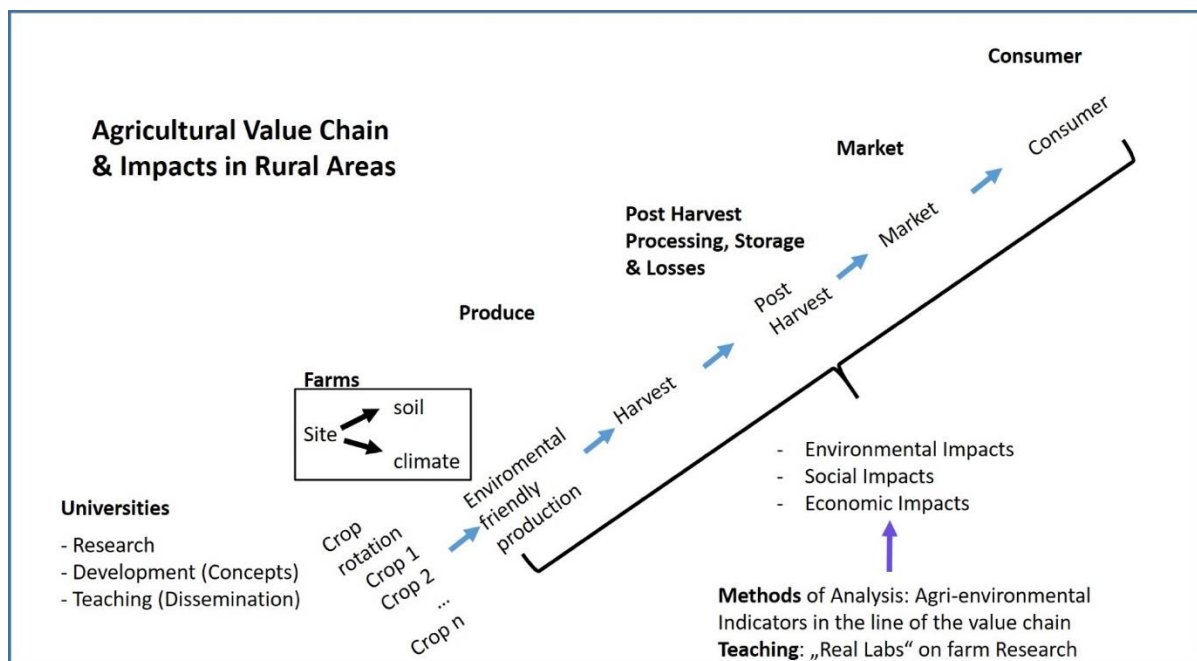 Agricultural Value Chain
& Impacts in Rural Areas
Universities
- Research
- Development (Concepts)
- Teaching (Dissemination)
Farms
Site
soil
climate
Produce
Post Harvest
Processing, Storage
& Losses
Market
Consumer
Crop
rotation
Crop 1
Crop 2
...
Crop n
Enviromental
friendly
production
Harvest
Post
Harvest
Market
Consumer
- Environmental Impacts
- Social Impacts
- Economic Impacts
Methods of Analysis: Agri-environmental
Indicators in the line of the value chain
Teaching: „Real Labs“ on farm Research